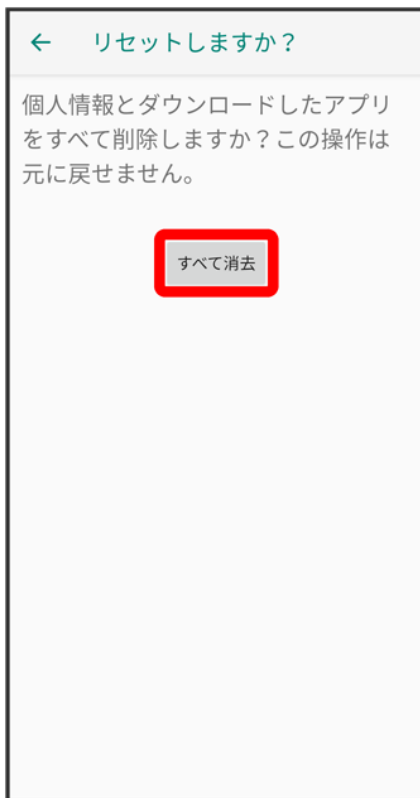 ← リセットしますか？
個人情報とダウンロードしたアプリ
をすべて削除しますか？この操作は
元に戻せません。
すべて消去